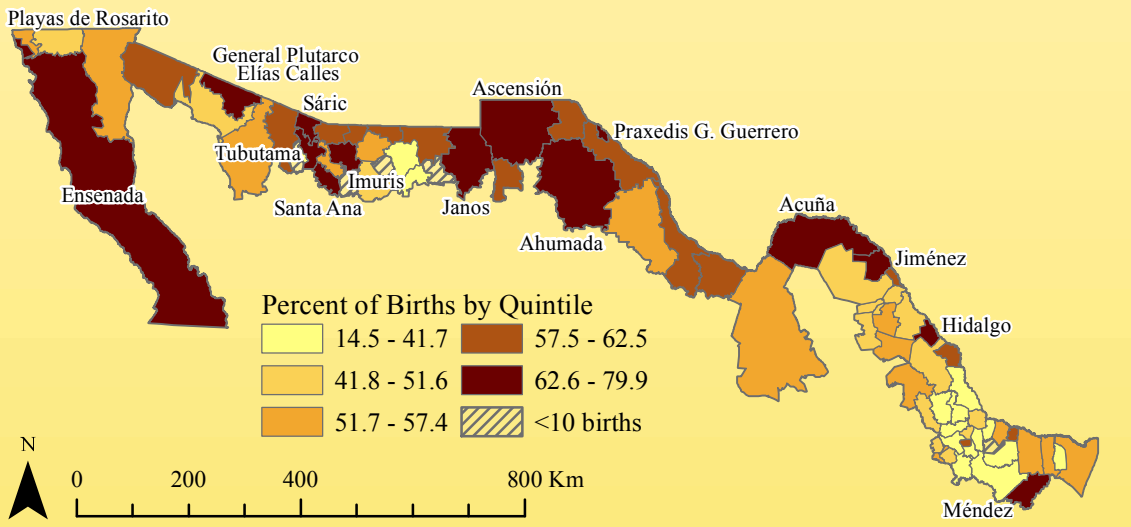 Playas de Rosarito
General Plutarco
Elías Calles
Sáric
Ascensión
Praxedis G. Guerrero
Tubutama
Imuris
Ensenada
Santa Ana
Janos
Acuña
Ahumada
Jiménez
Percent of Births by Quintile
14.5 - 41.7
57.5 - 62.5
Hidalgo
41.8 - 51.6
62.6 - 79.9
51.7 - 57.4
<10 births
N
0 200 400 800 Km
Méndez